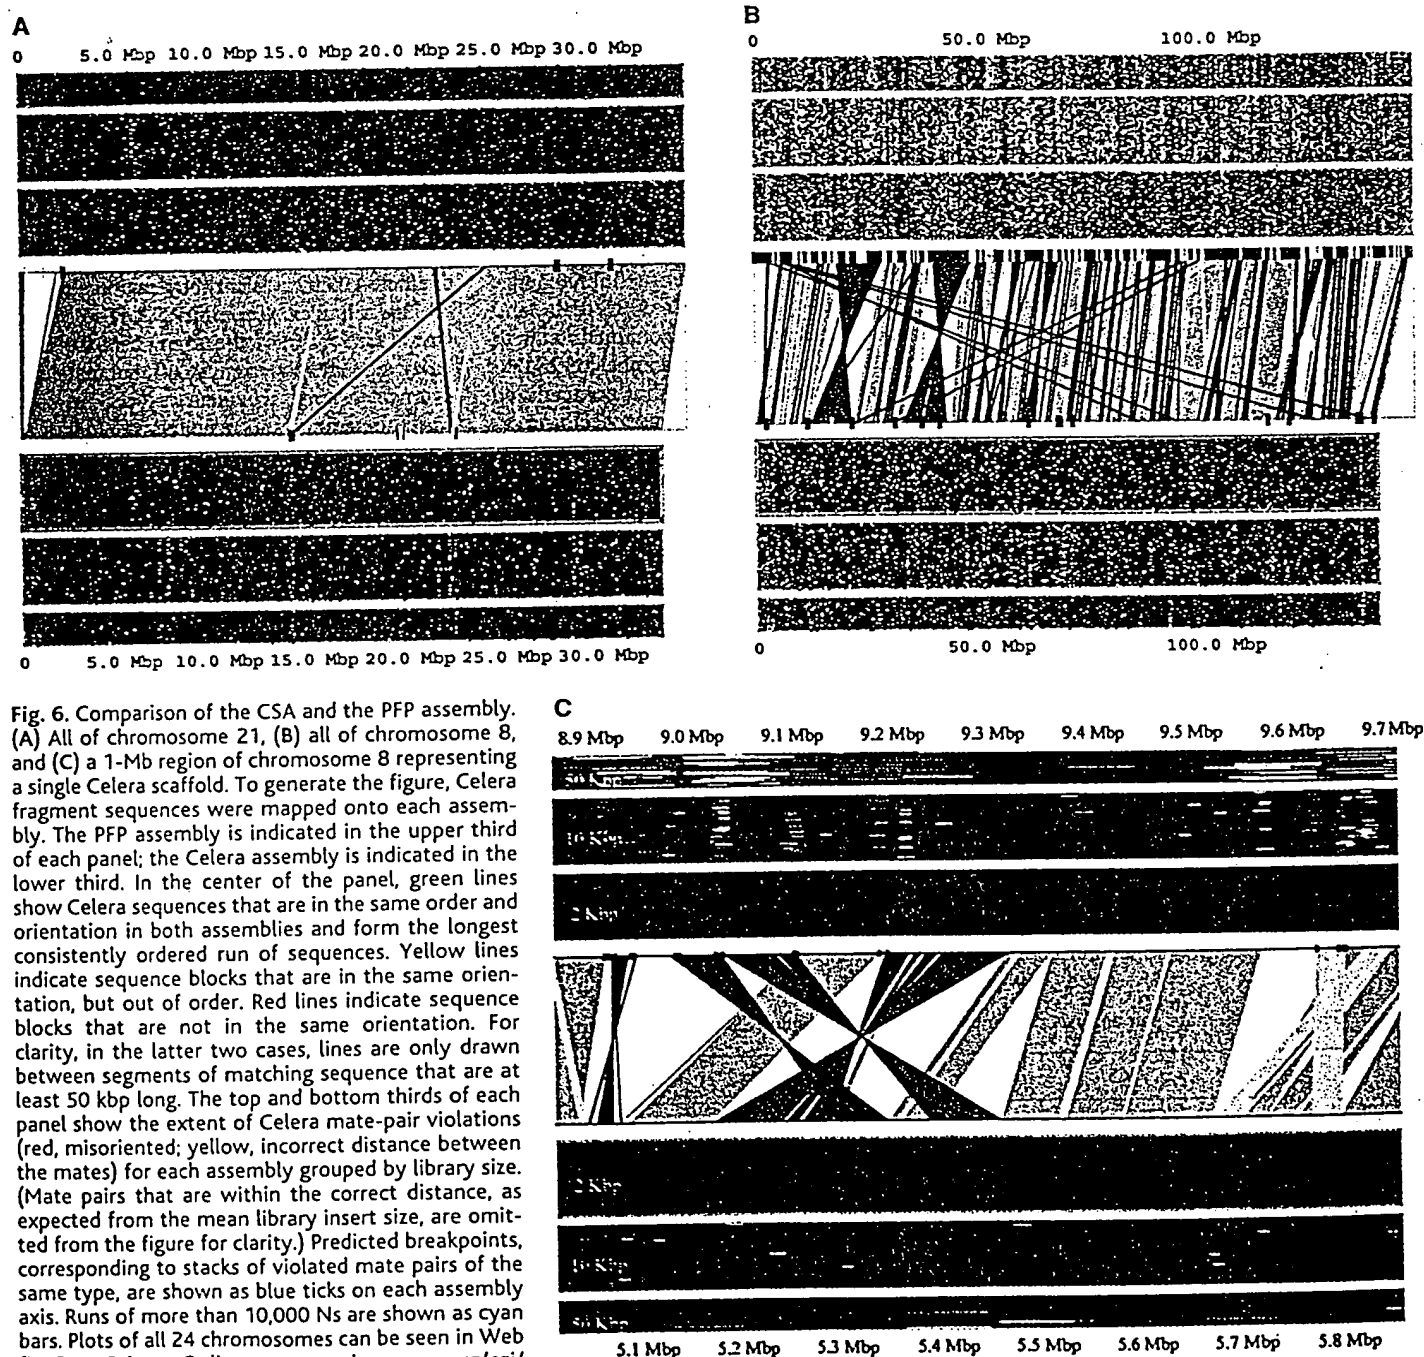 A
0 5.0 Mbp 10.0 Mbp 15.0 Mbp 20.0 Mbp 25.0 Mbp 30.0 Mbp
0 5.0 Mbp 10.0 Mbp 15.0 Mbp 20.0 Mbp 25.0 Mbp 30.0 Mbp
B
0 50.0 Mbp 100.0 Mbp
0 50.0 Mbp 100.0 Mbp
Fig. 6. Comparison of the CSA and the PFP assembly.
(A) All of chromosome 21, (B) all of chromosome 8,
and (C) a 1-Mb region of chromosome 8 representing
a single Celera scaffold. To generate the figure, Celera
fragment sequences were mapped onto each assem-
bly. The PFP assembly is indicated in the upper third
of each panel; the Celera assembly is indicated in the
lower third. In the center of the panel, green lines
show Celera sequences that are in the same order and
orientation in both assemblies and form the longest
consistently ordered run of sequences. Yellow lines
indicate sequence blocks that are in the same orien-
tation, but out of order. Red lines indicate sequence
blocks that are not in the same orientation. For
clarity, in the latter two cases, lines are only drawn
between segments of matching sequence that are at
least 50 kbp long. The top and bottom thirds of each
panel show the extent of Celera mate-pair violations
(red, misoriented; yellow, incorrect distance between
the mates) for each assembly grouped by library size.
(Mate pairs that are within the correct distance, as
expected from the mean library insert size, are omit-
ted from the figure for clarity.) Predicted breakpoints,
corresponding to stacks of violated mate pairs of the
same type, are shown as blue ticks on each assembly
axis. Runs of more than 10,000 Ns are shown as cyan
bars. Plots of all 24 chromosomes can be seen in Web
C
8.9 Mbp 9.0 Mbp 9.1 Mbp 9.2 Mbp 9.3 Mbp 9.4 Mbp 9.5 Mbp 9.6 Mbp 9.7 Mbp
50 Kbp
10 Kbp
2 Kbp
2 Kbp
10 Kbp
50 Kbp
5.1 Mbp 5.2 Mbp 5.3 Mbp 5.4 Mbp 5.5 Mbp 5.6 Mbp 5.7 Mbp 5.8 Mbp